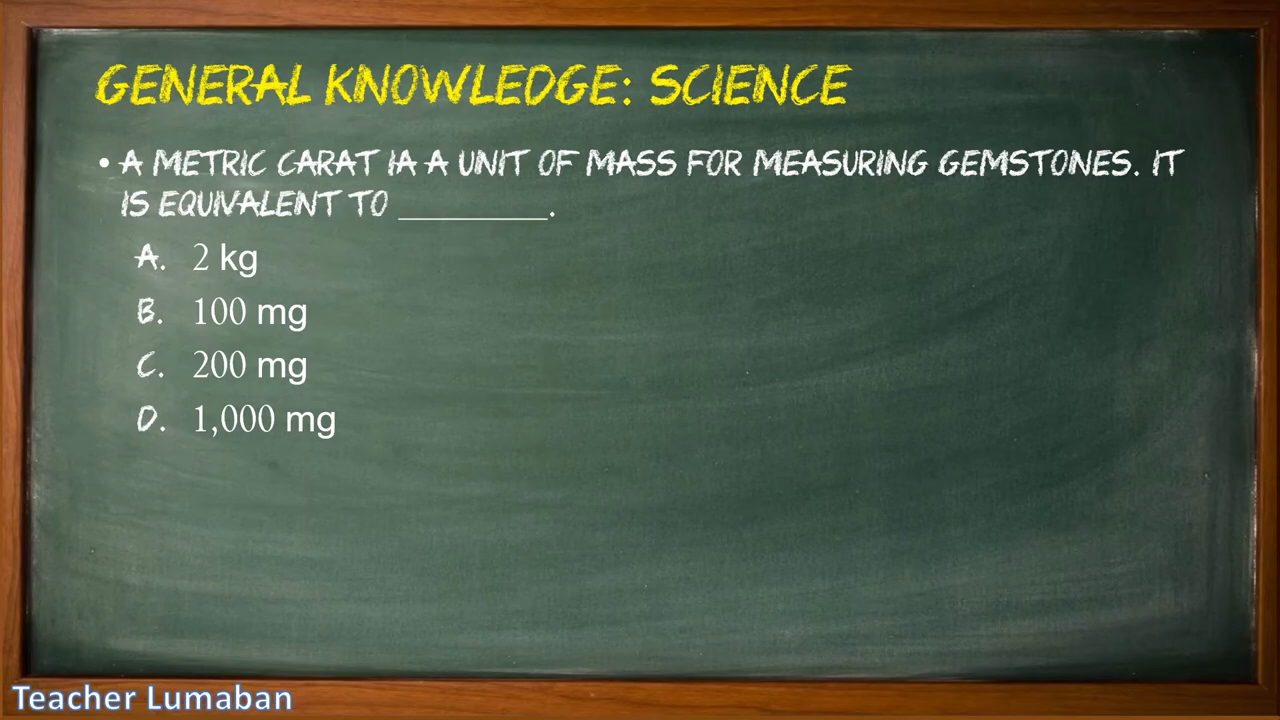 GENERAL KNOWLEDGE: SCIENCE
• A METRIC CARAT IA A UNIT OF MASS FOR MEASURING GEMSTONES. IT
IS EQUIVALENT TO _________.
A. 2 kg
B. 100 mg
C. 200 mg
D. 1,000 mg
Teacher Lumaban